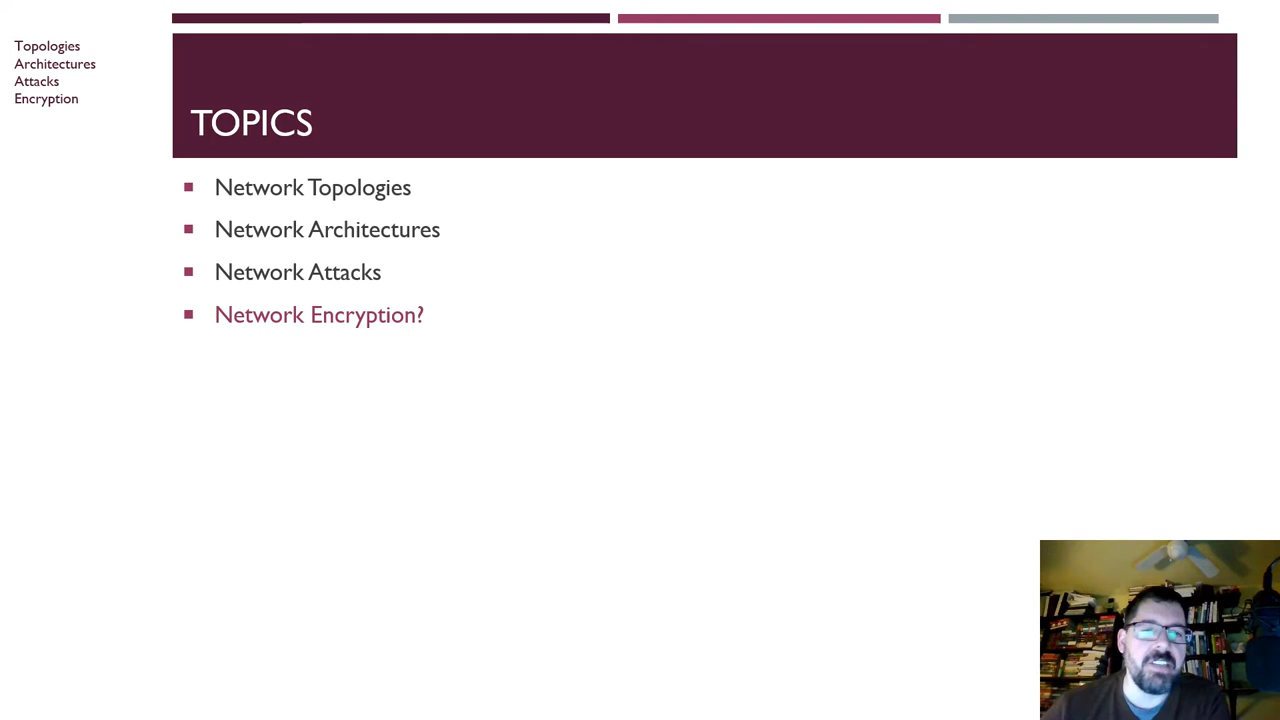 Topologies
Architectures
Attacks
Encryption
TOPICS
Network Topologies
Network Architectures
Network Attacks
Network Encryption?